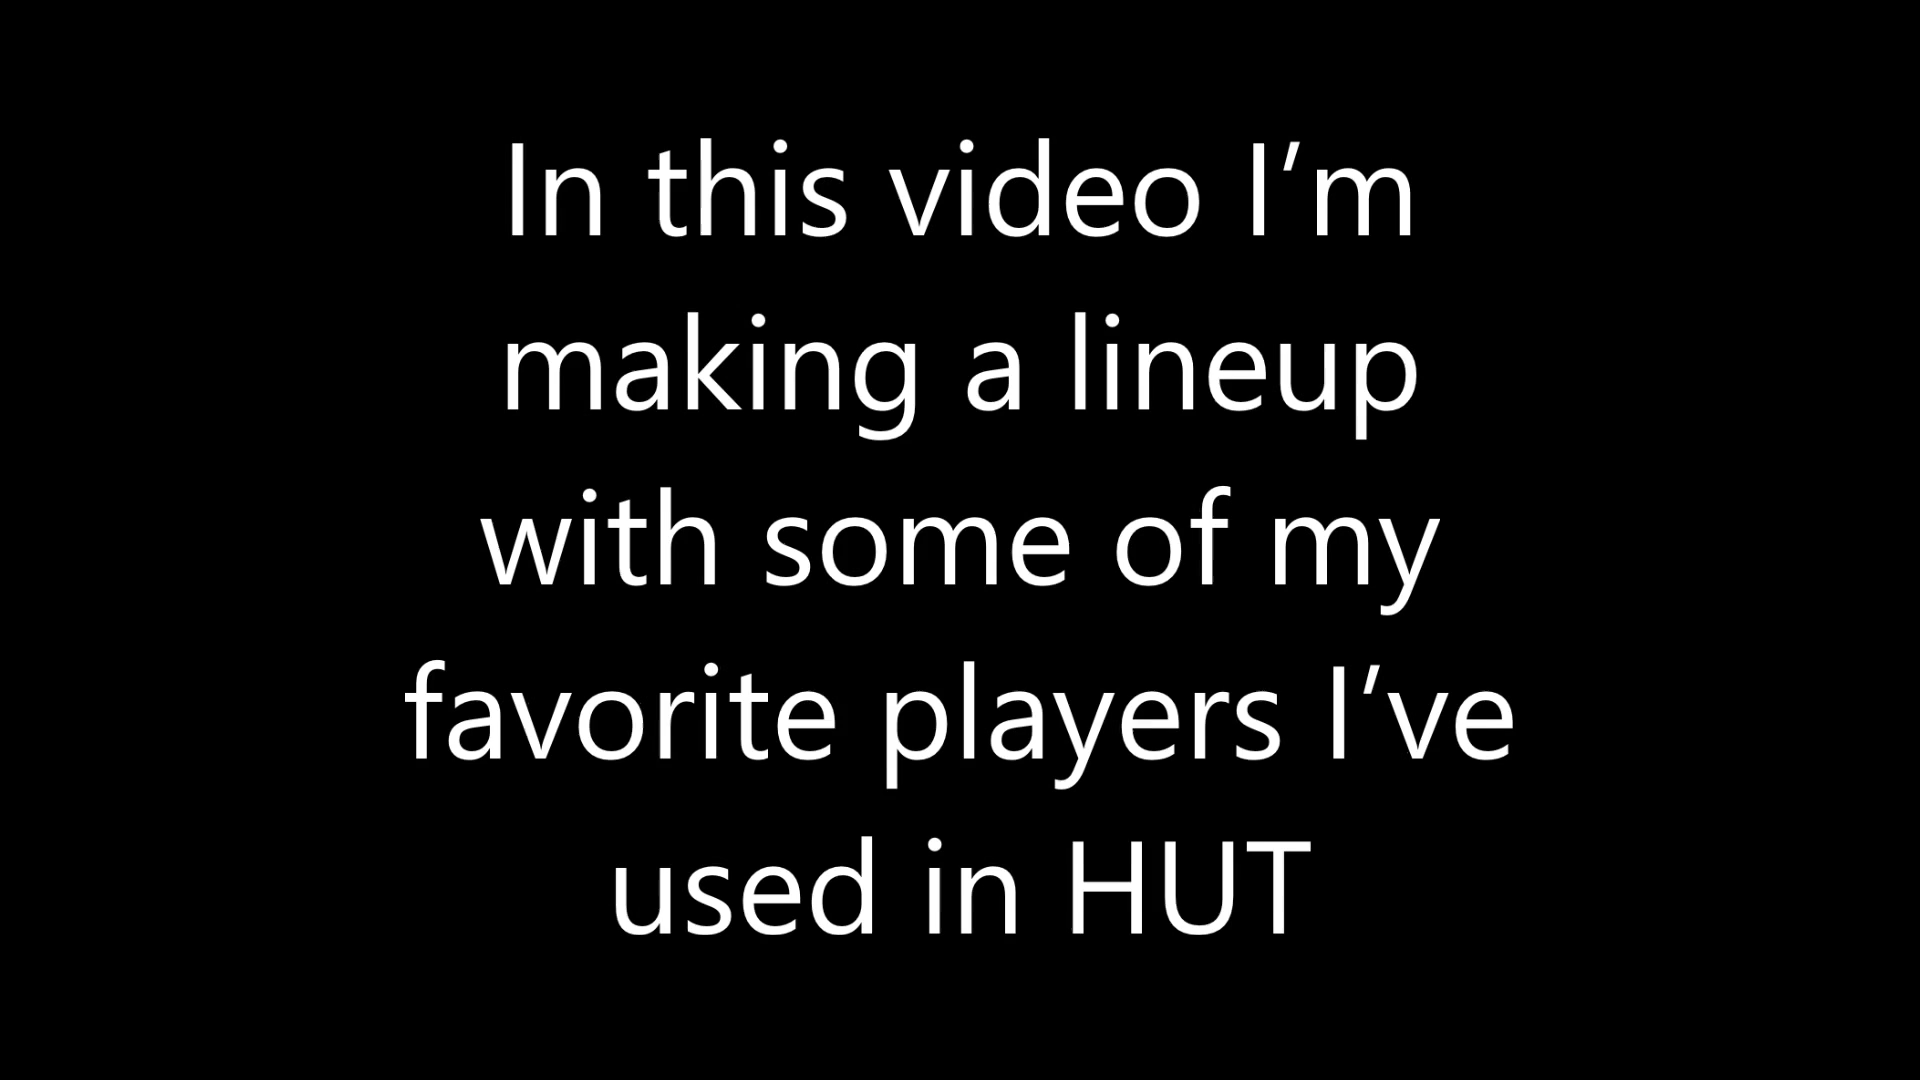 In this video I’m
making a lineup
with some of my
favorite players I’ve
used in HUT